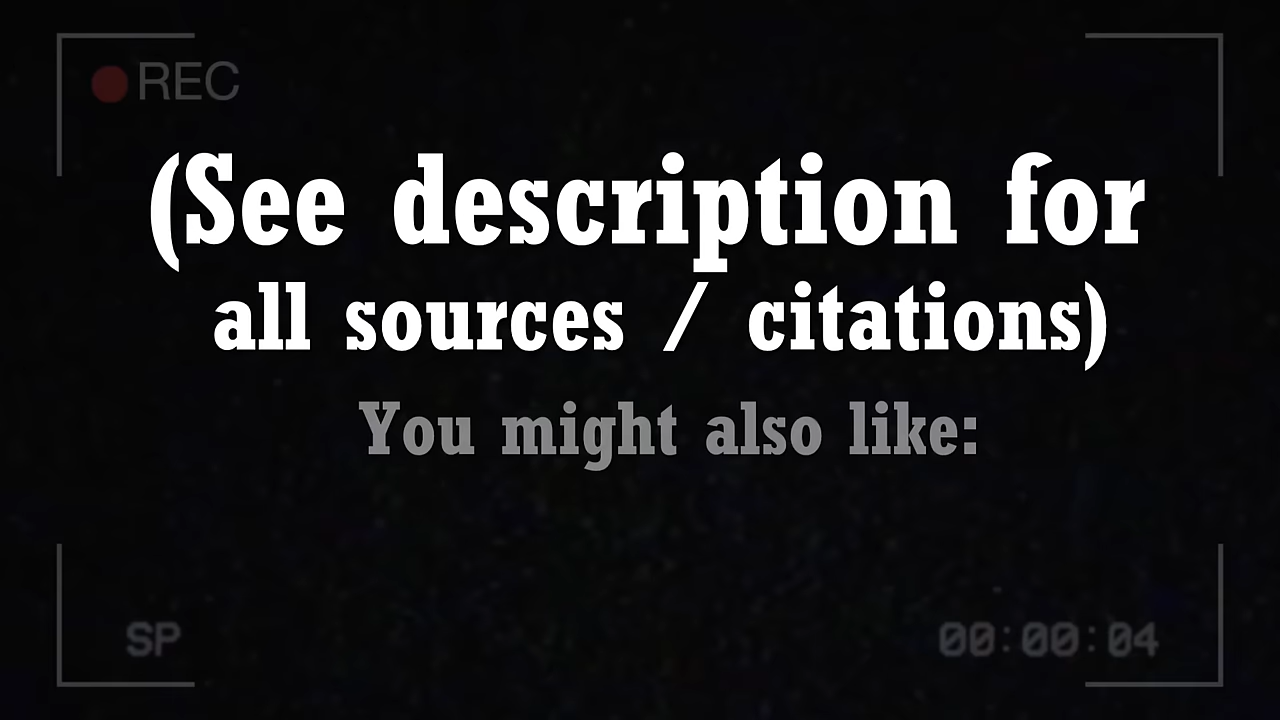 REC
(See description for
all sources / citations)
You might also like:
SP
00:00:04